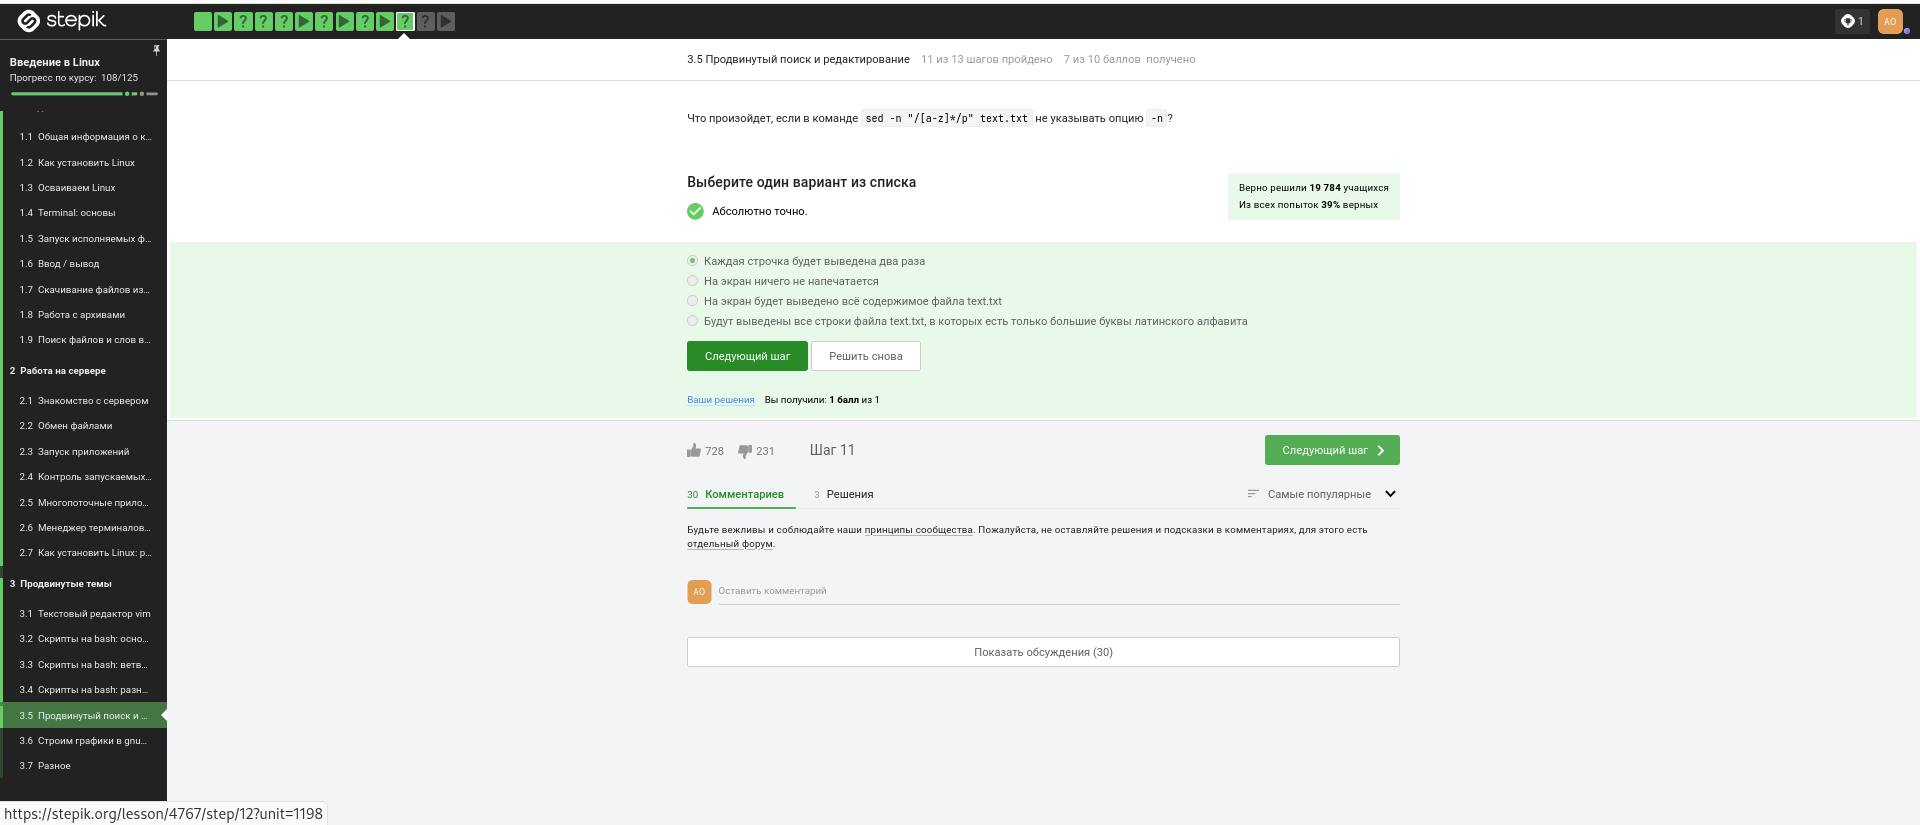 stepik
1
AO
Введение в Linux
Прогресс по курсу: 108/125
1.1 Общая информация о к...
1.2 Как установить Linux
1.3 Осваиваем Linux
1.4 Terminal: основы
1.5 Запуск исполняемых ф...
1.6 Ввод / вывод
1.7 Скачивание файлов из...
1.8 Работа с архивами
1.9 Поиск файлов и слов в...
2 Работа на сервере
2.1 Знакомство с сервером
2.2 Обмен файлами
2.3 Запуск приложений
2.4 Контроль запускаемых...
2.5 Многопоточные прило...
2.6 Менеджер терминалов...
2.7 Как установить Linux: р...
3 Продвинутые темы
3.1 Текстовый редактор vim
3.2 Скрипты на bash: осно...
3.3 Скрипты на bash: ветв...
3.4 Скрипты на bash: разн...
3.5 Продвинутый поиск и ...
3.6 Строим графики в gnu...
3.7 Разное
3.5 Продвинутый поиск и редактирование 11 из 13 шагов пройдено 7 из 10 баллов получено
Что произойдет, если в команде sed -n "/[a-z]*/p" text.txt не указывать опцию -n ?
Выберите один вариант из списка
Абсолютно точно.
Верно решили 19 784 учащихся
Из всех попыток 39% верных
Каждая строчка будет выведена два раза
На экран ничего не напечатается
На экран будет выведено всё содержимое файла text.txt
Будут выведены все строки файла text.txt, в которых есть только большие буквы латинского алфавита
Следующий шаг Решить снова
Ваши решения Вы получили: 1 балл из 1
728 231 Шаг 11 Следующий шаг
30 Комментариев 3 Решения Самые популярные
Будьте вежливы и соблюдайте наши принципы сообщества. Пожалуйста, не оставляйте решения и подсказки в комментариях, для этого есть
отдельный форум.
AO Оставить комментарий
Показать обсуждения (30)
https://stepik.org/lesson/4767/step/12?unit=1198